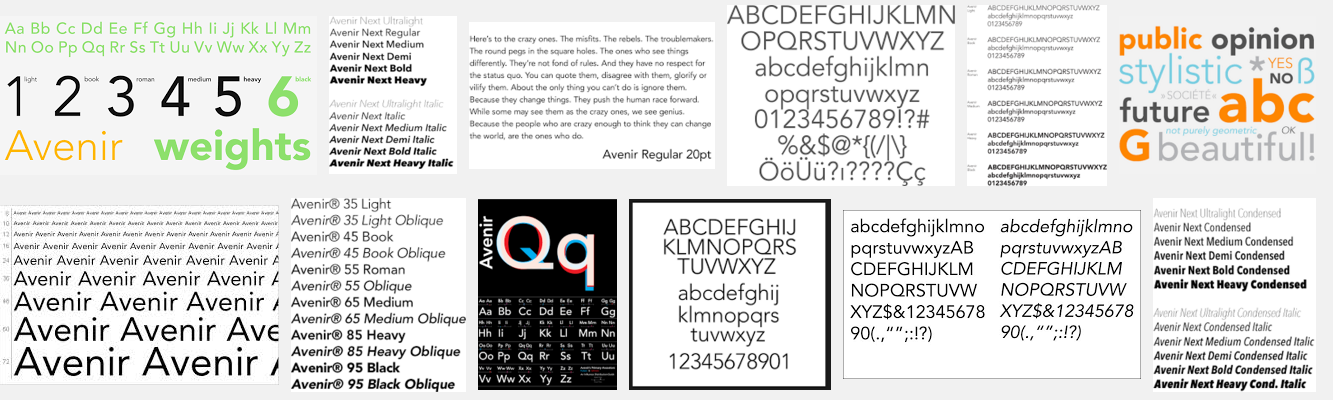 Aa Bb Cc Dd Ee Ff Gg Hh Ii Jj Kk Ll Mm
Nn Oo Pp Qq Rr Ss Tt Uu Vv Ww Xx Yy Zz
1 light 2 book 3 roman 4 medium 5 heavy 6 black
Avenir weights
Avenir Next Ultralight
Avenir Next Regular
Avenir Next Medium
Avenir Next Demi
Avenir Next Bold
Avenir Next Heavy
Avenir Next Ultralight Italic
Avenir Next Italic
Avenir Next Medium Italic
Avenir Next Demi Italic
Avenir Next Bold Italic
Avenir Next Heavy Italic
Here's to the crazy ones. The misfits. The rebels. The troublemakers.
The round pegs in the square holes. The ones who see things
differently. They're not fond of rules. And they have no respect for
the status quo. You can quote them, disagree with them, glorify or
vilify them. About the only thing you can't do is ignore them.
Because they change things. They push the human race forward.
While some may see them as the crazy ones, we see genius.
Because the people who are crazy enough to think they can change
the world, are the ones who do.
Avenir Regular 20pt
ABCDEFGHIJKLMN
OPQRSTUVWXYZ
abcdefghijklmn
opqrstuvwxyz
0123456789!?#
%&$@*{(/|\}
ÖöÜü?¡????Çç
ABCDEFGHIJKLMNOPQRSTUVWXYZ
abcdefghijklmnopqrstuvwxyz
0123456789
ABCDEFGHIJKLMNOPQRSTUVWXYZ
abcdefghijklmnopqrstuvwxyz
0123456789
ABCDEFGHIJKLMNOPQRSTUVWXYZ
abcdefghijklmnopqrstuvwxyz
0123456789
ABCDEFGHIJKLMNOPQRSTUVWXYZ
abcdefghijklmnopqrstuvwxyz
0123456789
ABCDEFGHIJKLMNOPQRSTUVWXYZ
abcdefghijklmnopqrstuvwxyz
0123456789
ABCDEFGHIJKLMNOPQRSTUVWXYZ
abcdefghijklmnopqrstuvwxyz
0123456789
public opinion
stylistic * YES NO ß
»SOCIÉTÉ«
future abc
not purely geometric OK
G beautiful!
Avenir Avenir Avenir Avenir Avenir Avenir
Avenir Avenir Avenir Avenir Avenir
Avenir Avenir Avenir Avenir
Avenir Avenir Avenir Avenir
Avenir Avenir Avenir
24 Avenir Avenir Avenir
36 Avenir Avenir
48 Avenir Avenir
Avenir Avenir
72 Avenir Avenir
Avenir® 35 Light
Avenir® 35 Light Oblique
Avenir® 45 Book
Avenir® 45 Book Oblique
Avenir® 55 Roman
Avenir® 55 Oblique
Avenir® 65 Medium
Avenir® 65 Medium Oblique
Avenir® 85 Heavy
Avenir® 85 Heavy Oblique
Avenir® 95 Black
Avenir® 95 Black Oblique
Avenir
Qq
Aa Bb Cc Dd Ee Ff Gg
Hh Ii Jj Kk Ll Mm Nn
Oo Pp Qq Rr Ss Tt Uu
Vv Ww Xx Yy Zz
ABCDEFGHIJ
KLMNOPQRS
TUVWXYZ
abcdefghij
klmnopqrs
tuvwxyz
12345678901
abcdefghijklmno
pqrstuvwxyzAB
CDEFGHIJKLM
NOPQRSTUVW
XYZ$&12345678
90(.,“”;:!?)
abcdefghijklmno
pqrstuvwxyzAB
CDEFGHIJKLM
NOPQRSTUVW
XYZ$&12345678
90(.,“”;:!?)
Avenir Next Ultralight Condensed
Avenir Next Condensed
Avenir Next Medium Condensed
Avenir Next Demi Condensed
Avenir Next Bold Condensed
Avenir Next Heavy Condensed
Avenir Next Ultralight Condensed Italic
Avenir Next Condensed Italic
Avenir Next Medium Condensed Italic
Avenir Next Demi Condensed Italic
Avenir Next Bold Condensed Italic
Avenir Next Heavy Cond. Italic